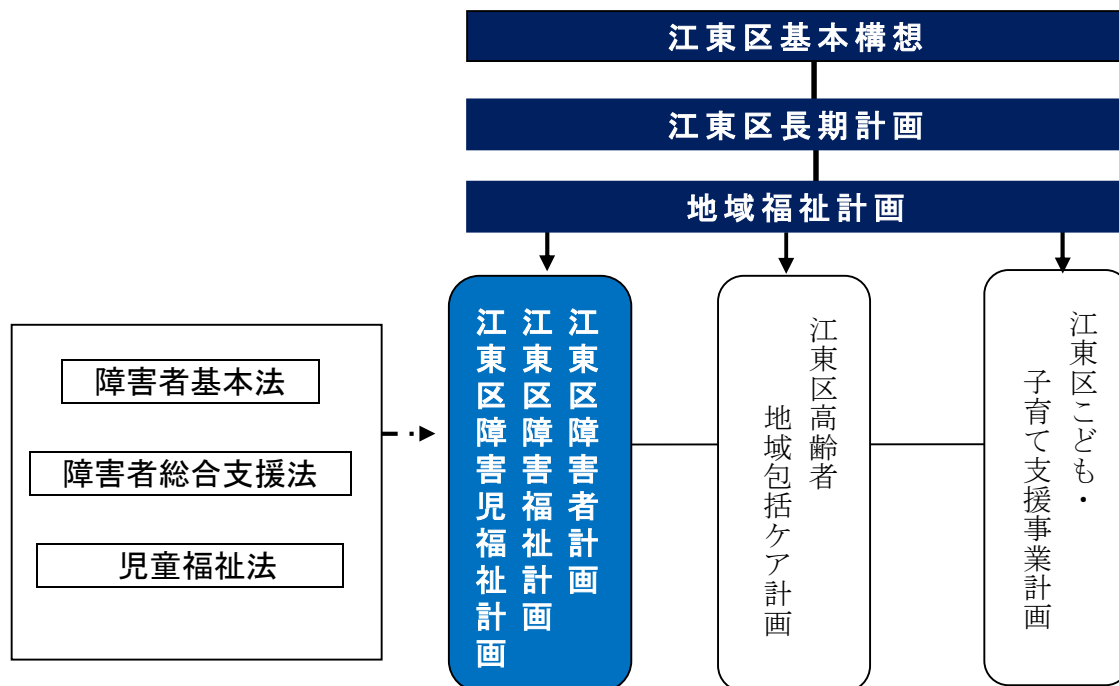 江東区基本構想
江東区長期計画
地域福祉計画
障害者基本法
障害者総合支援法
児童福祉法
江東区障害者計画
江東区障害福祉計画
江東区障害児福祉計画
江東区高齢者
地域包括ケア計画
江東区こども・
子育て支援事業計画